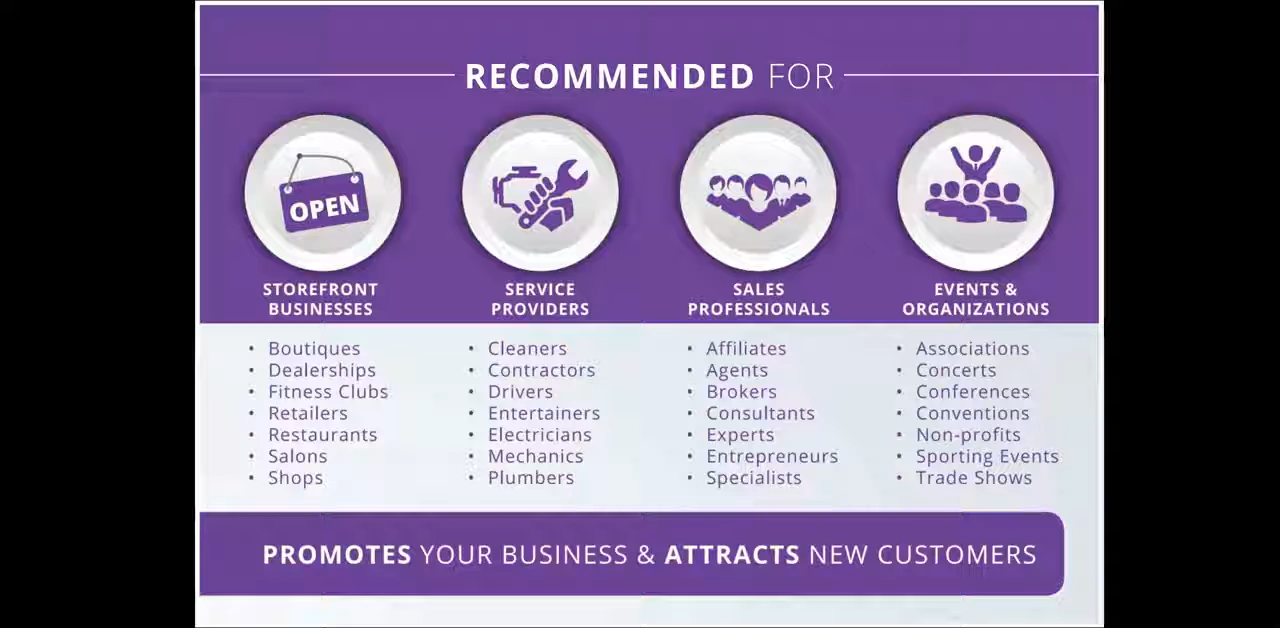 RECOMMENDED FOR
OPEN
STOREFRONT
BUSINESSES
• Boutiques
• Dealerships
• Fitness Clubs
• Retailers
• Restaurants
• Salons
• Shops
SERVICE
PROVIDERS
• Cleaners
• Contractors
• Drivers
• Entertainers
• Electricians
• Mechanics
• Plumbers
SALES
PROFESSIONALS
• Affiliates
• Agents
• Brokers
• Consultants
• Experts
• Entrepreneurs
• Specialists
EVENTS &
ORGANIZATIONS
• Associations
• Concerts
• Conferences
• Conventions
• Non-profits
• Sporting Events
• Trade Shows
PROMOTES YOUR BUSINESS & ATTRACTS NEW CUSTOMERS